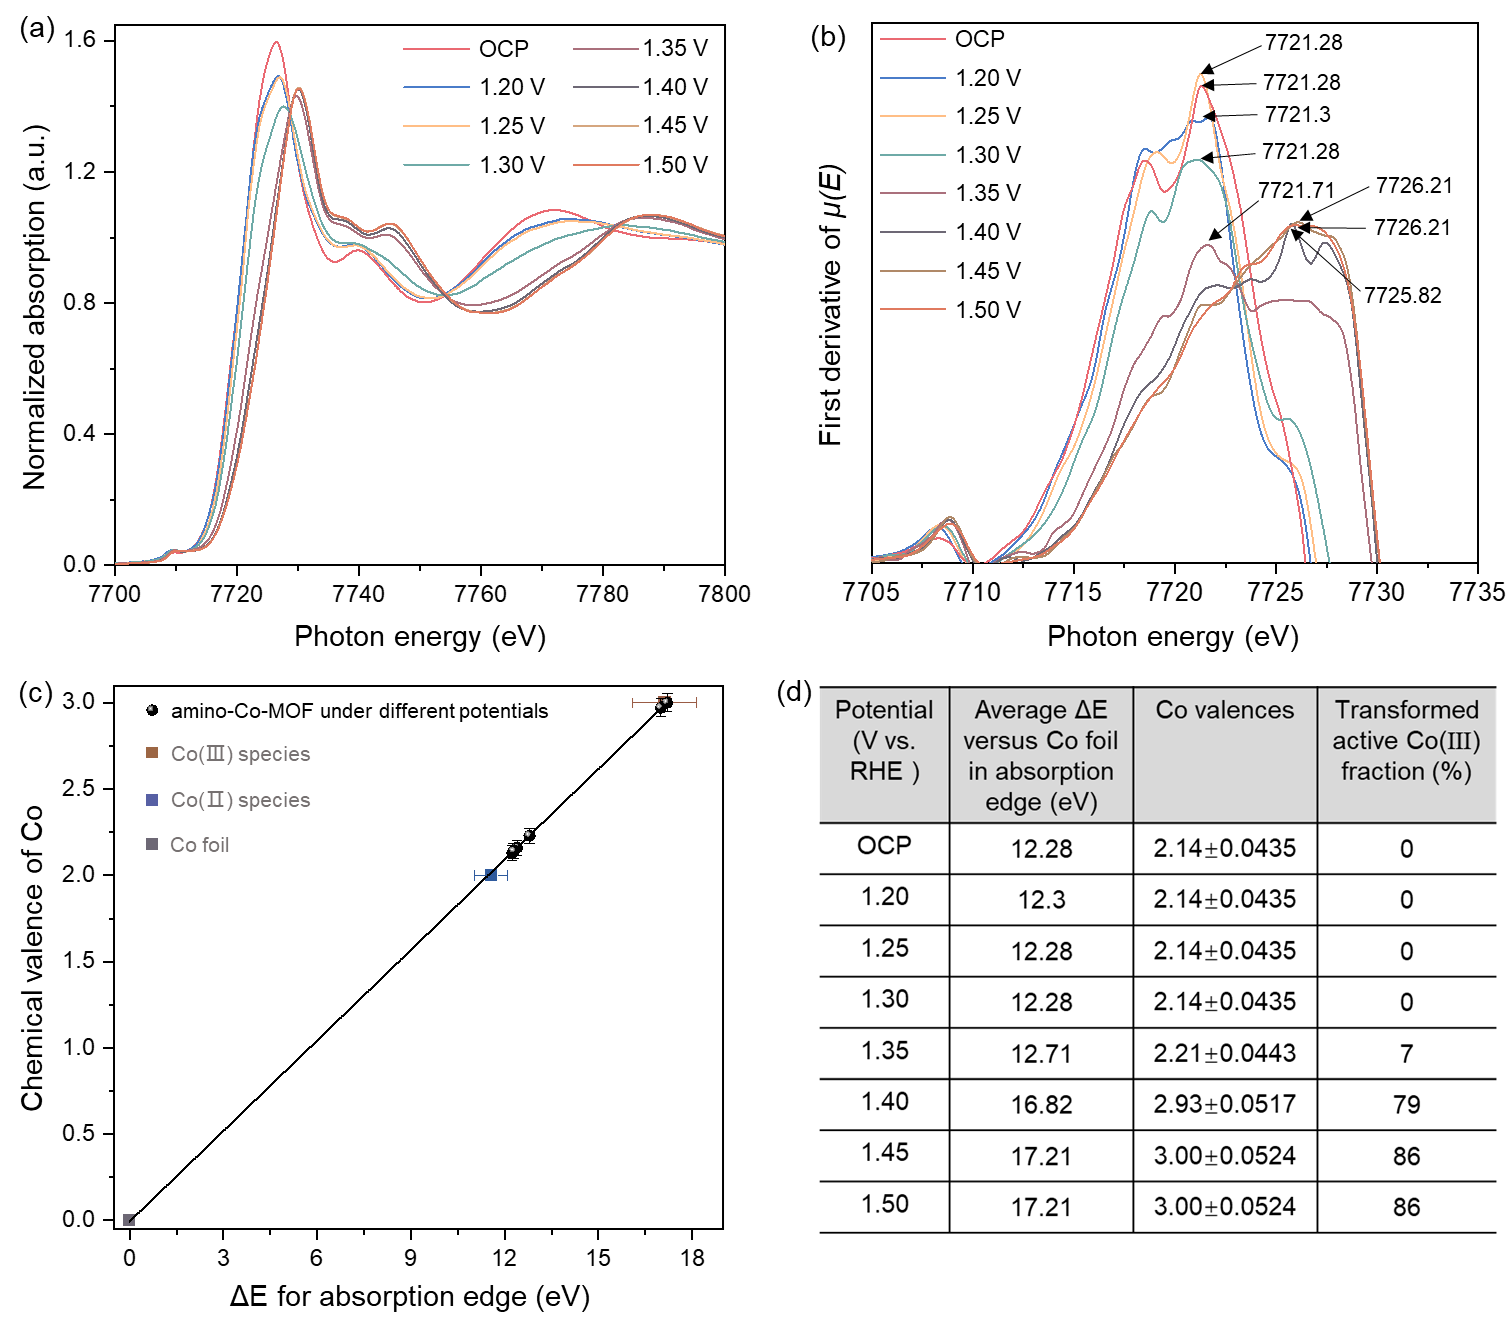 (a)
1.6
1.2
0.8
0.4
0.0
Normalized absorption (a.u.)
OCP
1.20 V
1.25 V
1.30 V
1.35 V
1.40 V
1.45 V
1.50 V
7700 7720 7740 7760 7780 7800
Photon energy (eV)
(b)
First derivative of μ(E)
OCP
1.20 V
1.25 V
1.30 V
1.35 V
1.40 V
1.45 V
1.50 V
7721.28
7721.28
7721.3
7721.28
7721.71
7726.21
7726.21
7725.82
7705 7710 7715 7720 7725 7730 7735
Photon energy (eV)
(c)
3.0
2.5
2.0
1.5
1.0
0.5
0.0
Chemical valence of Co
amino-Co-MOF under different potentials
Co(Ⅲ) species
Co(Ⅱ) species
Co foil
0 3 6 9 12 15 18
ΔE for absorption edge (eV)
(d)
Potential
(V vs.
RHE )
Average ΔE
versus Co foil
in absorption
edge (eV)
Co valences
Transformed
active Co(Ⅲ)
fraction (%)
OCP 12.28 2.14±0.0435 0
1.20 12.3 2.14±0.0435 0
1.25 12.28 2.14±0.0435 0
1.30 12.28 2.14±0.0435 0
1.35 12.71 2.21±0.0443 7
1.40 16.82 2.93±0.0517 79
1.45 17.21 3.00±0.0524 86
1.50 17.21 3.00±0.0524 86